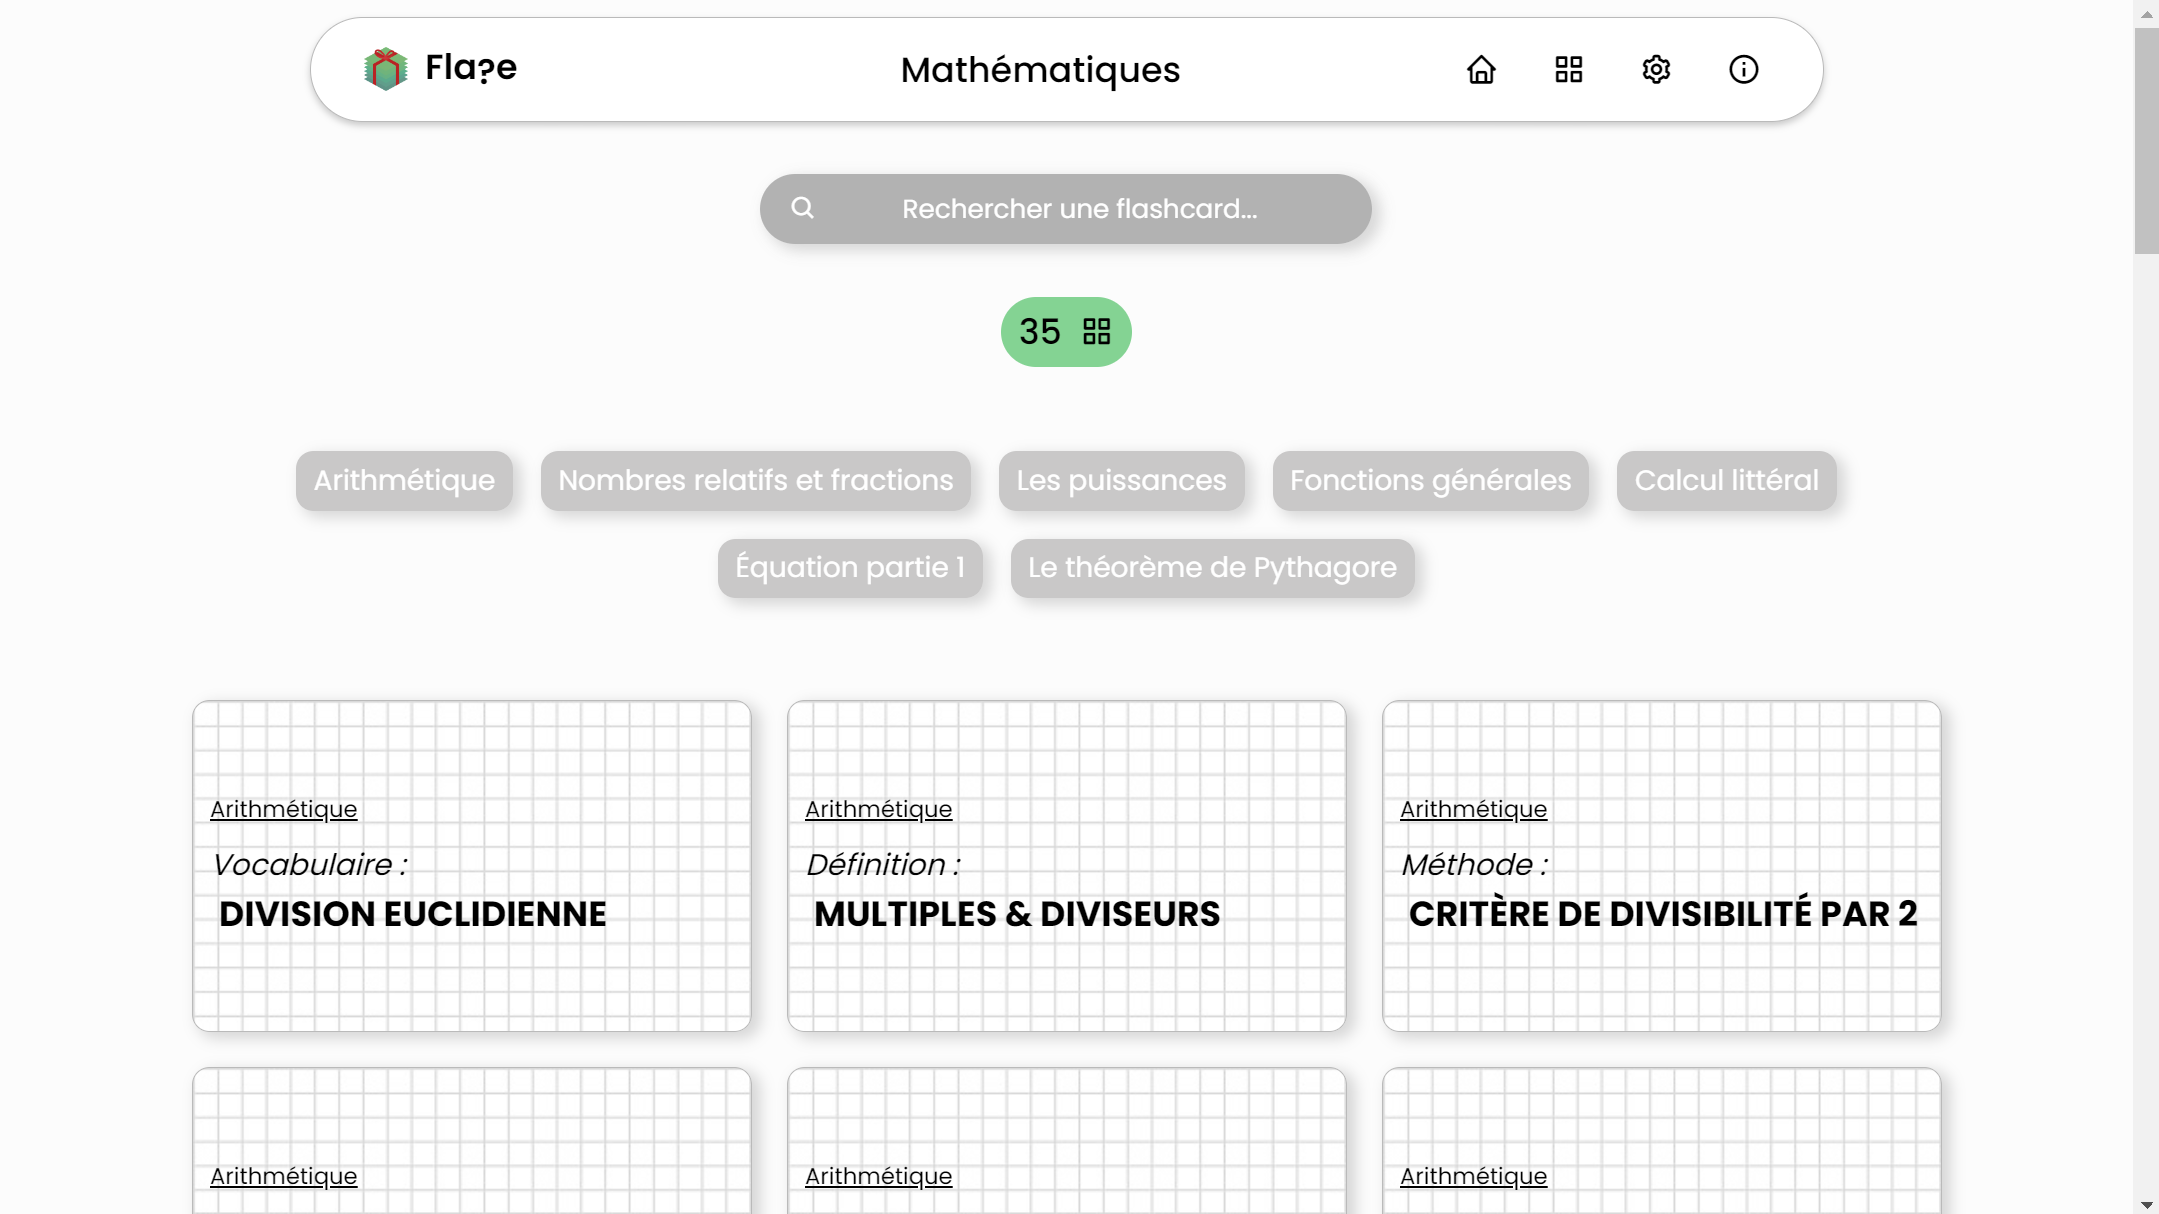 Fla?e
Mathématiques
Rechercher une flashcard...
35
Arithmétique
Nombres relatifs et fractions
Les puissances
Fonctions générales
Calcul littéral
Équation partie 1
Le théorème de Pythagore
Arithmétique
Vocabulaire :
DIVISION EUCLIDIENNE
Arithmétique
Définition :
MULTIPLES & DIVISEURS
Arithmétique
Méthode :
CRITÈRE DE DIVISIBILITÉ PAR 2
Arithmétique
Arithmétique
Arithmétique